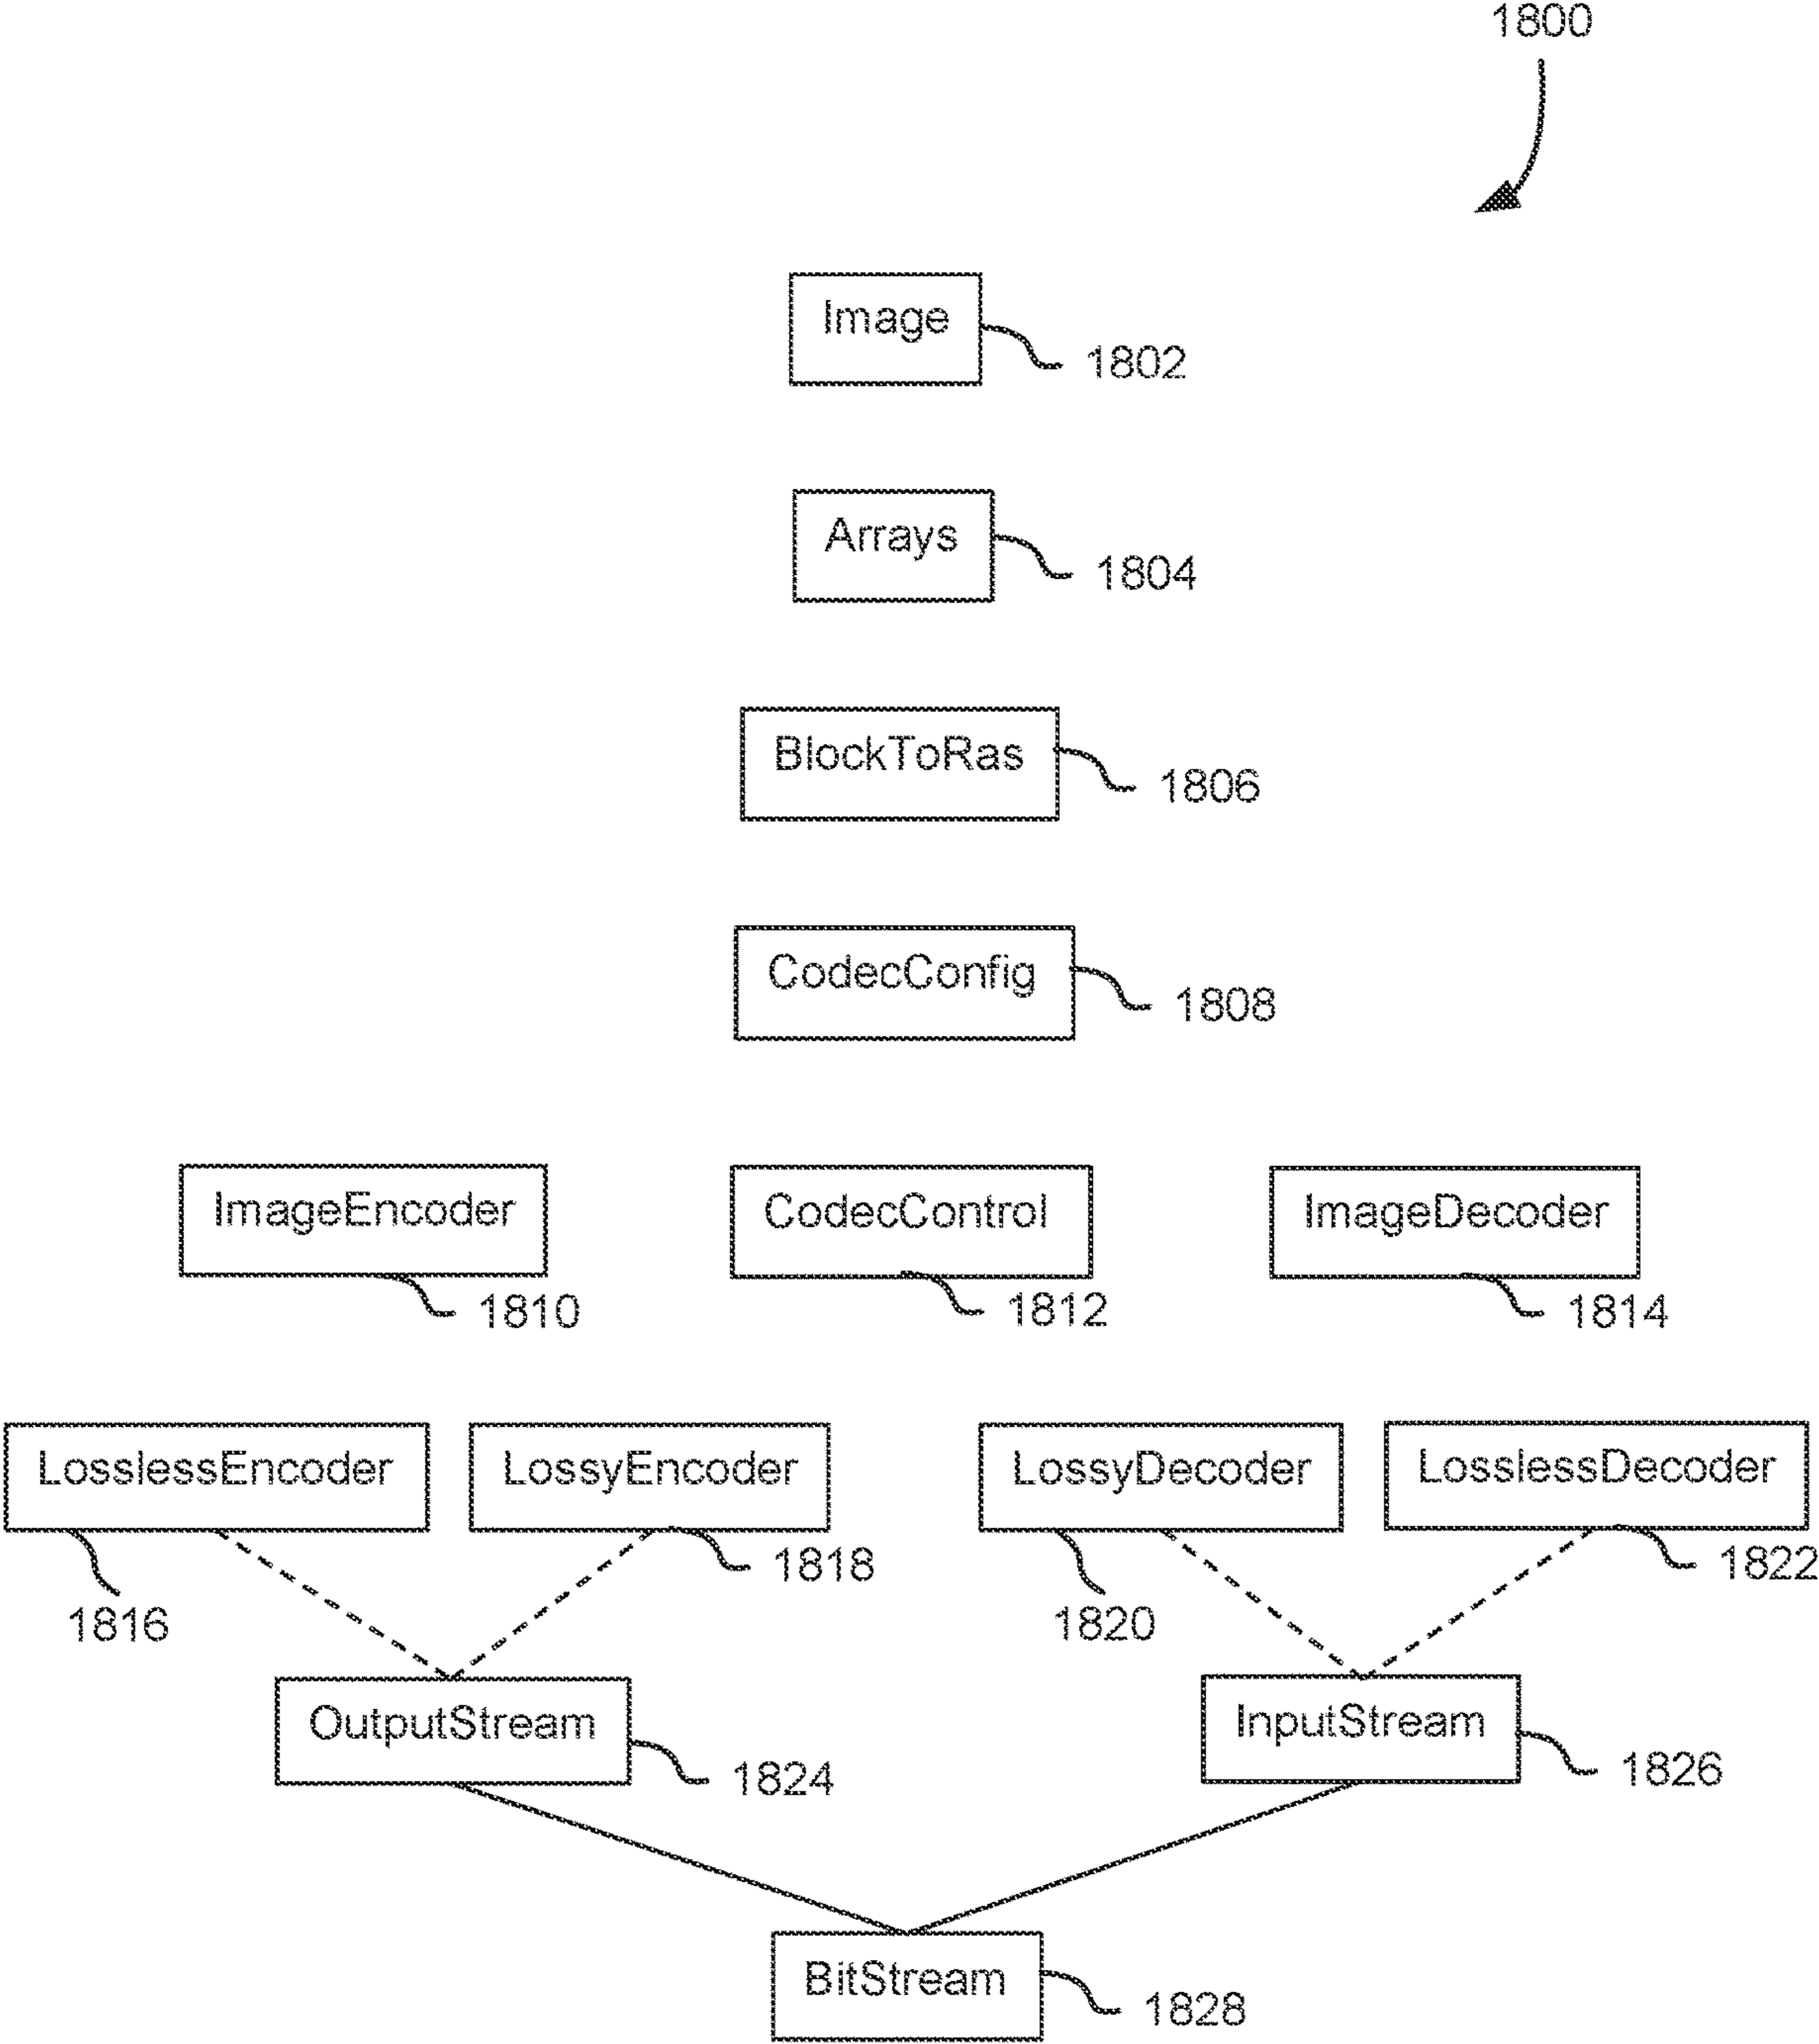 1800
Image
1802
Arrays
1804
BlockToRas
1806
CodecConfig
1808
ImageEncoder
CodecControl
ImageDecoder
1810
1812
1814
LosslessEncoder
LossyEncoder
LossyDecoder
LosslessDecoder
1816
1818
1820
1822
OutputStream
InputStream
1824
1826
BitStream
1828